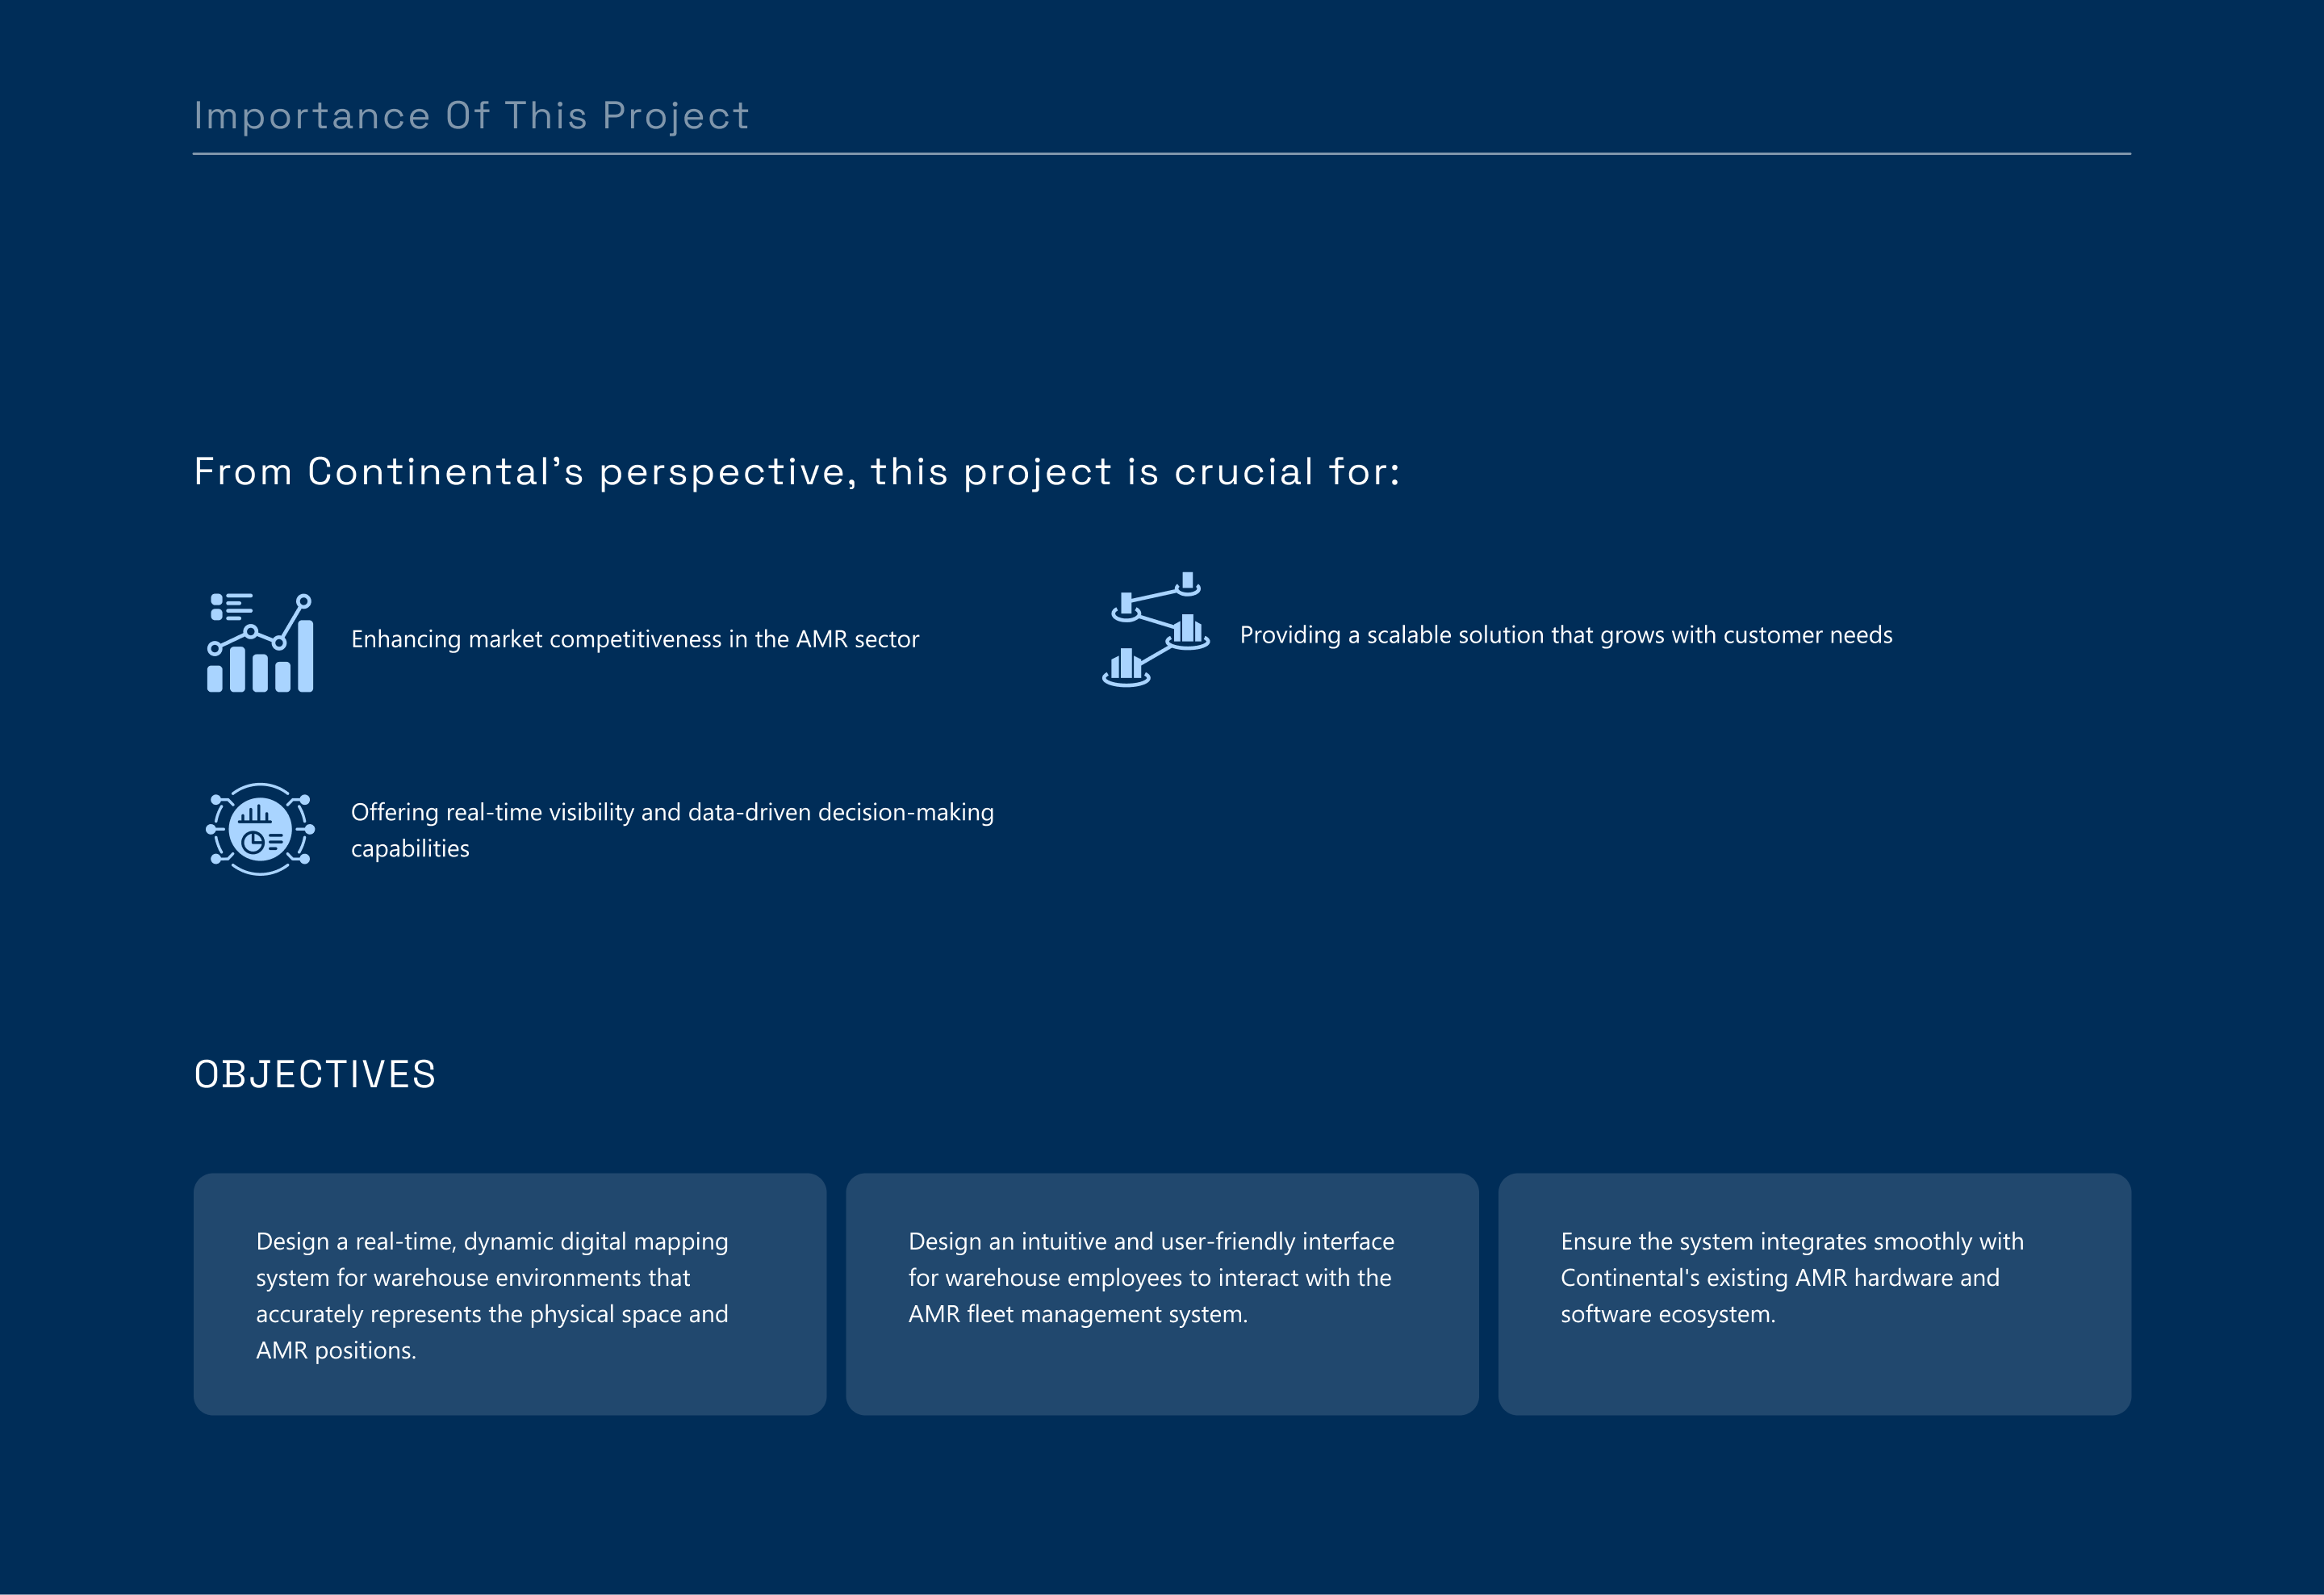 Importance Of This Project
From Continental’s perspective, this project is crucial for:
Enhancing market competitiveness in the AMR sector
Providing a scalable solution that grows with customer needs
Offering real-time visibility and data-driven decision-making
capabilities
OBJECTIVES
Design a real-time, dynamic digital mapping
system for warehouse environments that
accurately represents the physical space and
AMR positions.
Design an intuitive and user-friendly interface
for warehouse employees to interact with the
AMR fleet management system.
Ensure the system integrates smoothly with
Continental's existing AMR hardware and
software ecosystem.